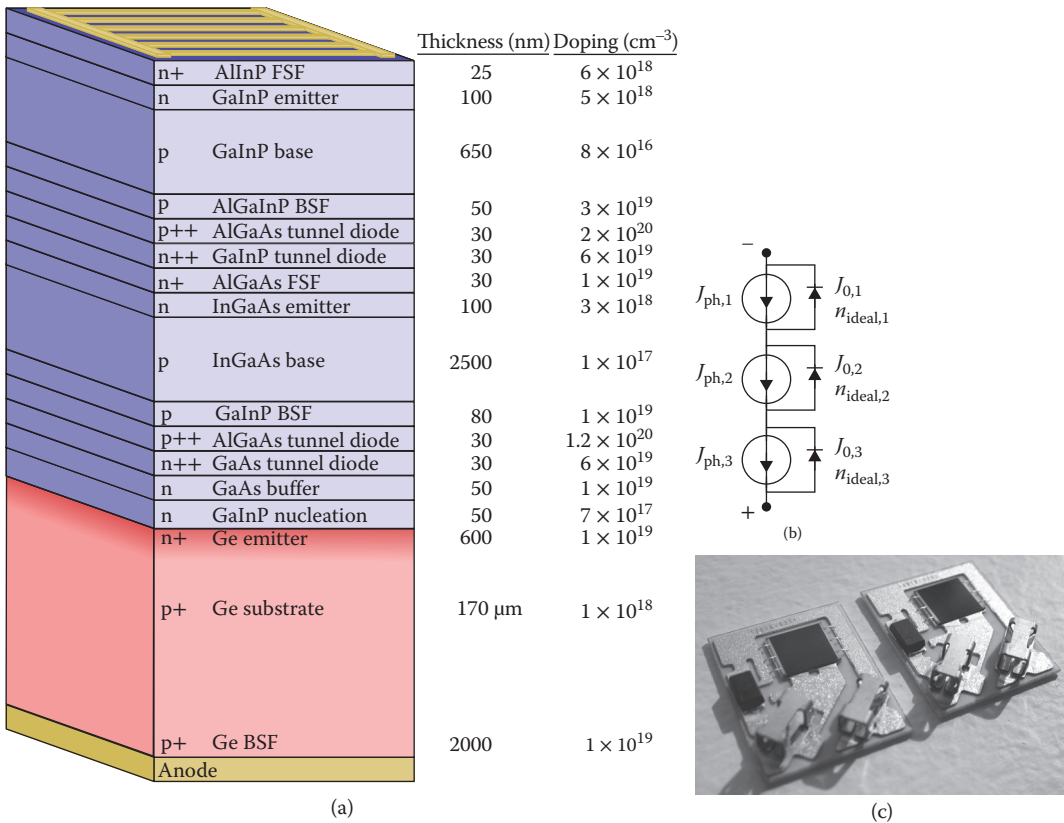 Thickness (nm) Doping (cm⁻³)
n+ AlInP FSF 25 6 × 10¹⁸
n GaInP emitter 100 5 × 10¹⁸
p GaInP base 650 8 × 10¹⁶
p AlGaInP BSF 50 3 × 10¹⁹
p++ AlGaAs tunnel diode 30 2 × 10²⁰
n++ GaInP tunnel diode 30 6 × 10¹⁹
n+ AlGaAs FSF 30 1 × 10¹⁹
n InGaAs emitter 100 3 × 10¹⁸
p InGaAs base 2500 1 × 10¹⁷
p GaInP BSF 80 1 × 10¹⁹
p++ AlGaAs tunnel diode 30 1.2 × 10²⁰
n++ GaAs tunnel diode 30 6 × 10¹⁹
n GaAs buffer 50 1 × 10¹⁹
n GaInP nucleation 50 7 × 10¹⁷
n+ Ge emitter 600 1 × 10¹⁹
p+ Ge substrate 170 μm 1 × 10¹⁸
p+ Ge BSF 2000 1 × 10¹⁹
Anode
(a)
−
J_ph,1 J_0,1
n_ideal,1
J_ph,2 J_0,2
n_ideal,2
J_ph,3 J_0,3
n_ideal,3
+
(b)
(c)